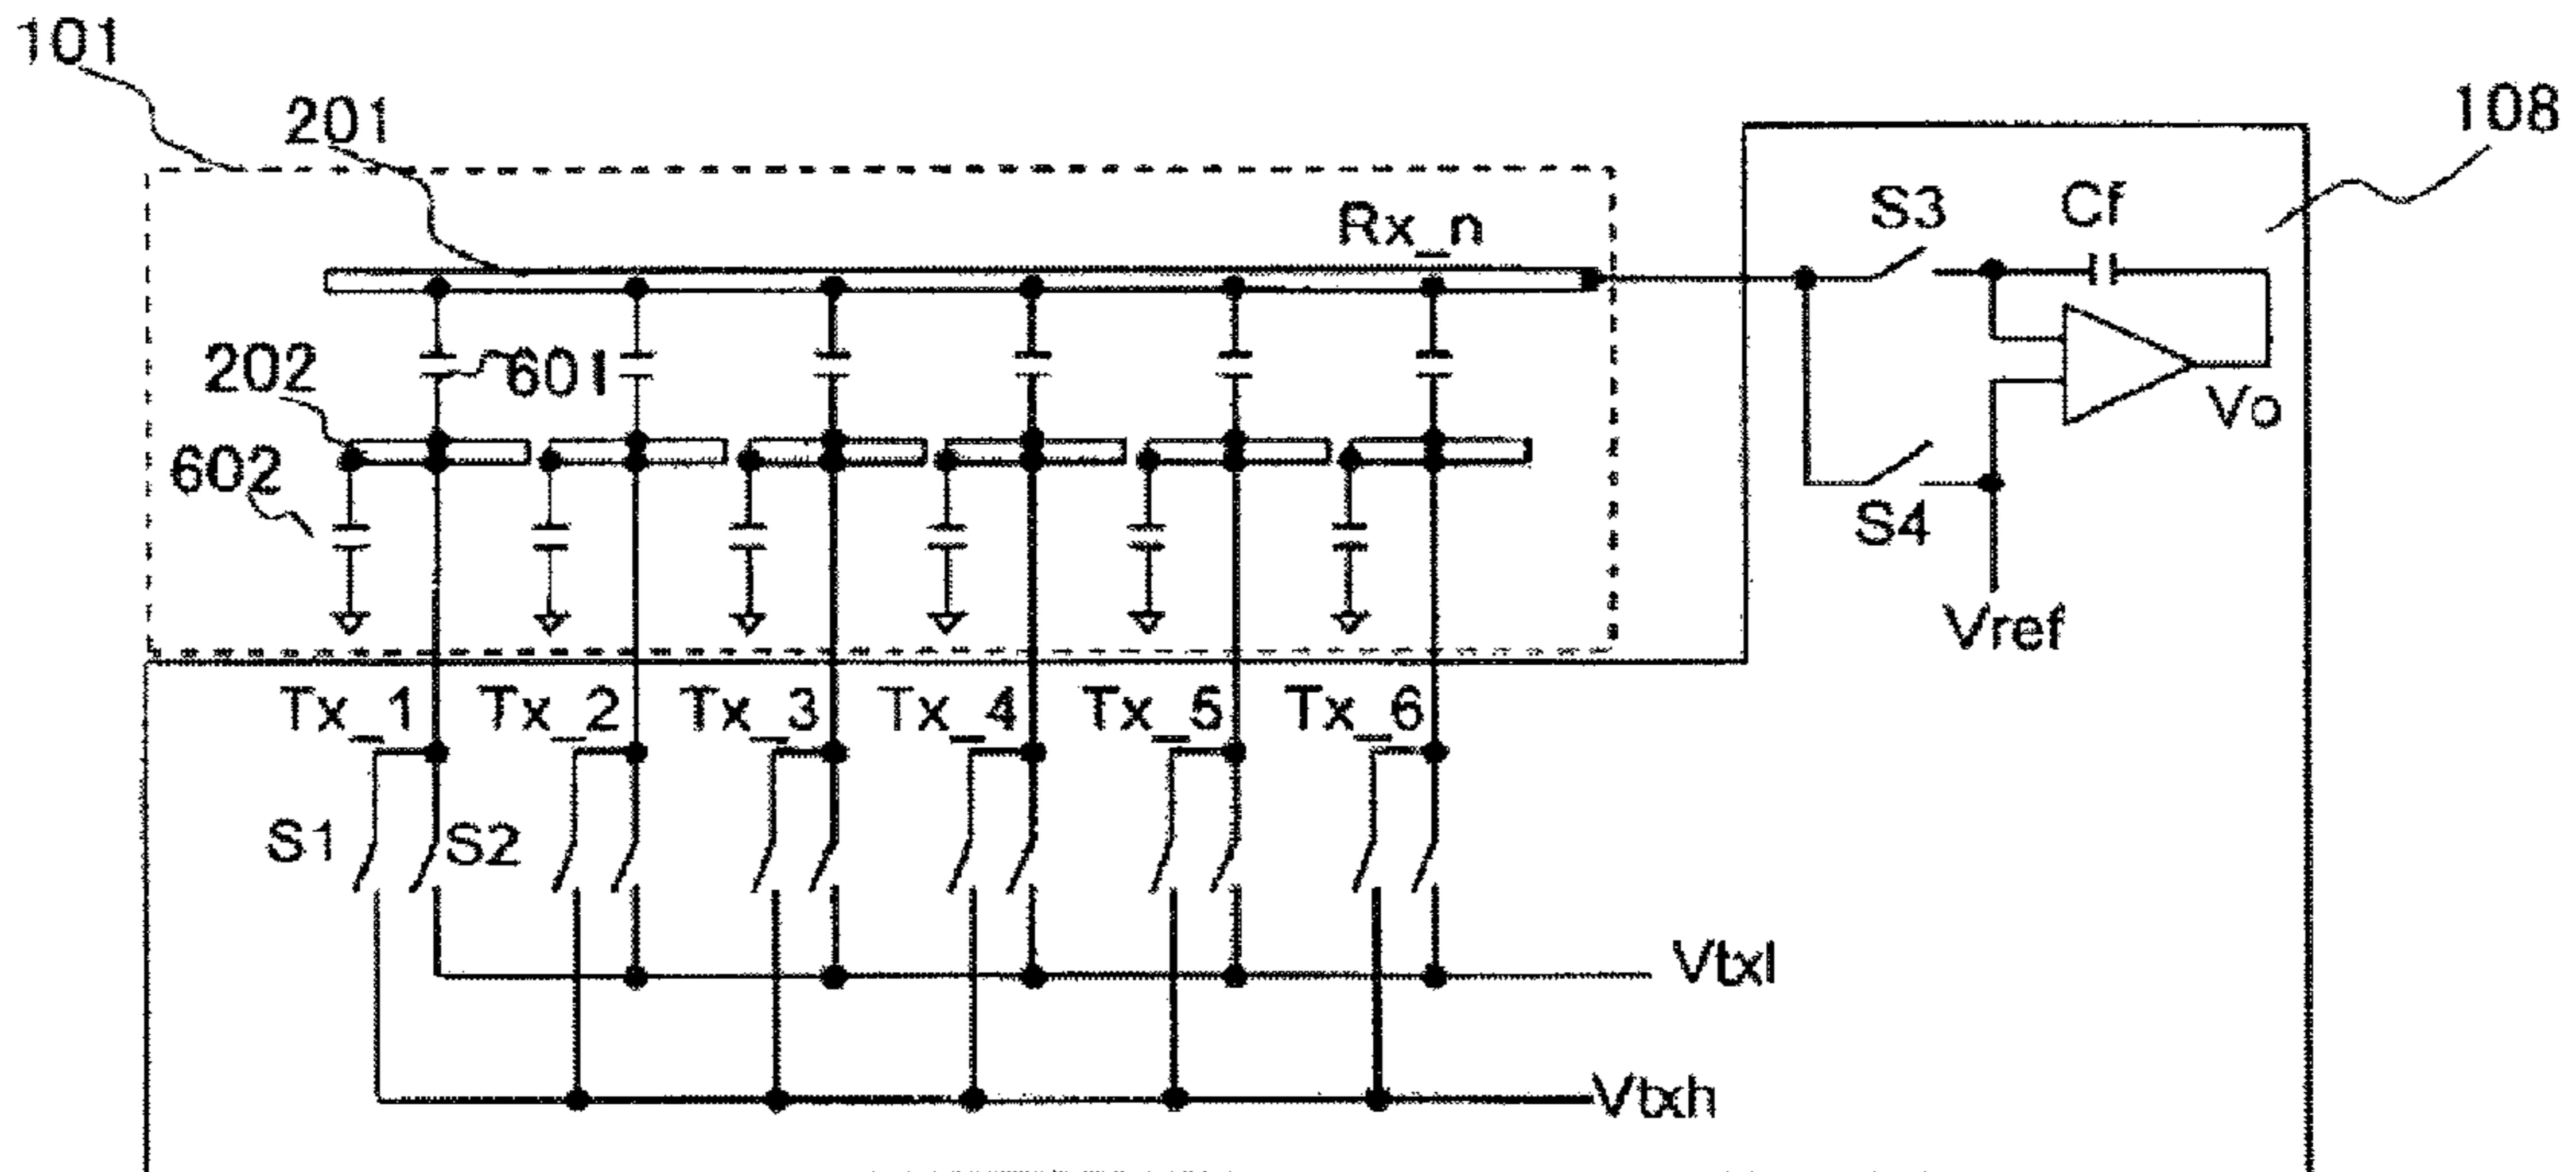 101
201
108
S3
Cf
Rx_n
202
601
602
Vo
S4
Vref
Tx_1
Tx_2
Tx_3
Tx_4
Tx_5
Tx_6
S1
S2
Vtxl
Vtxh